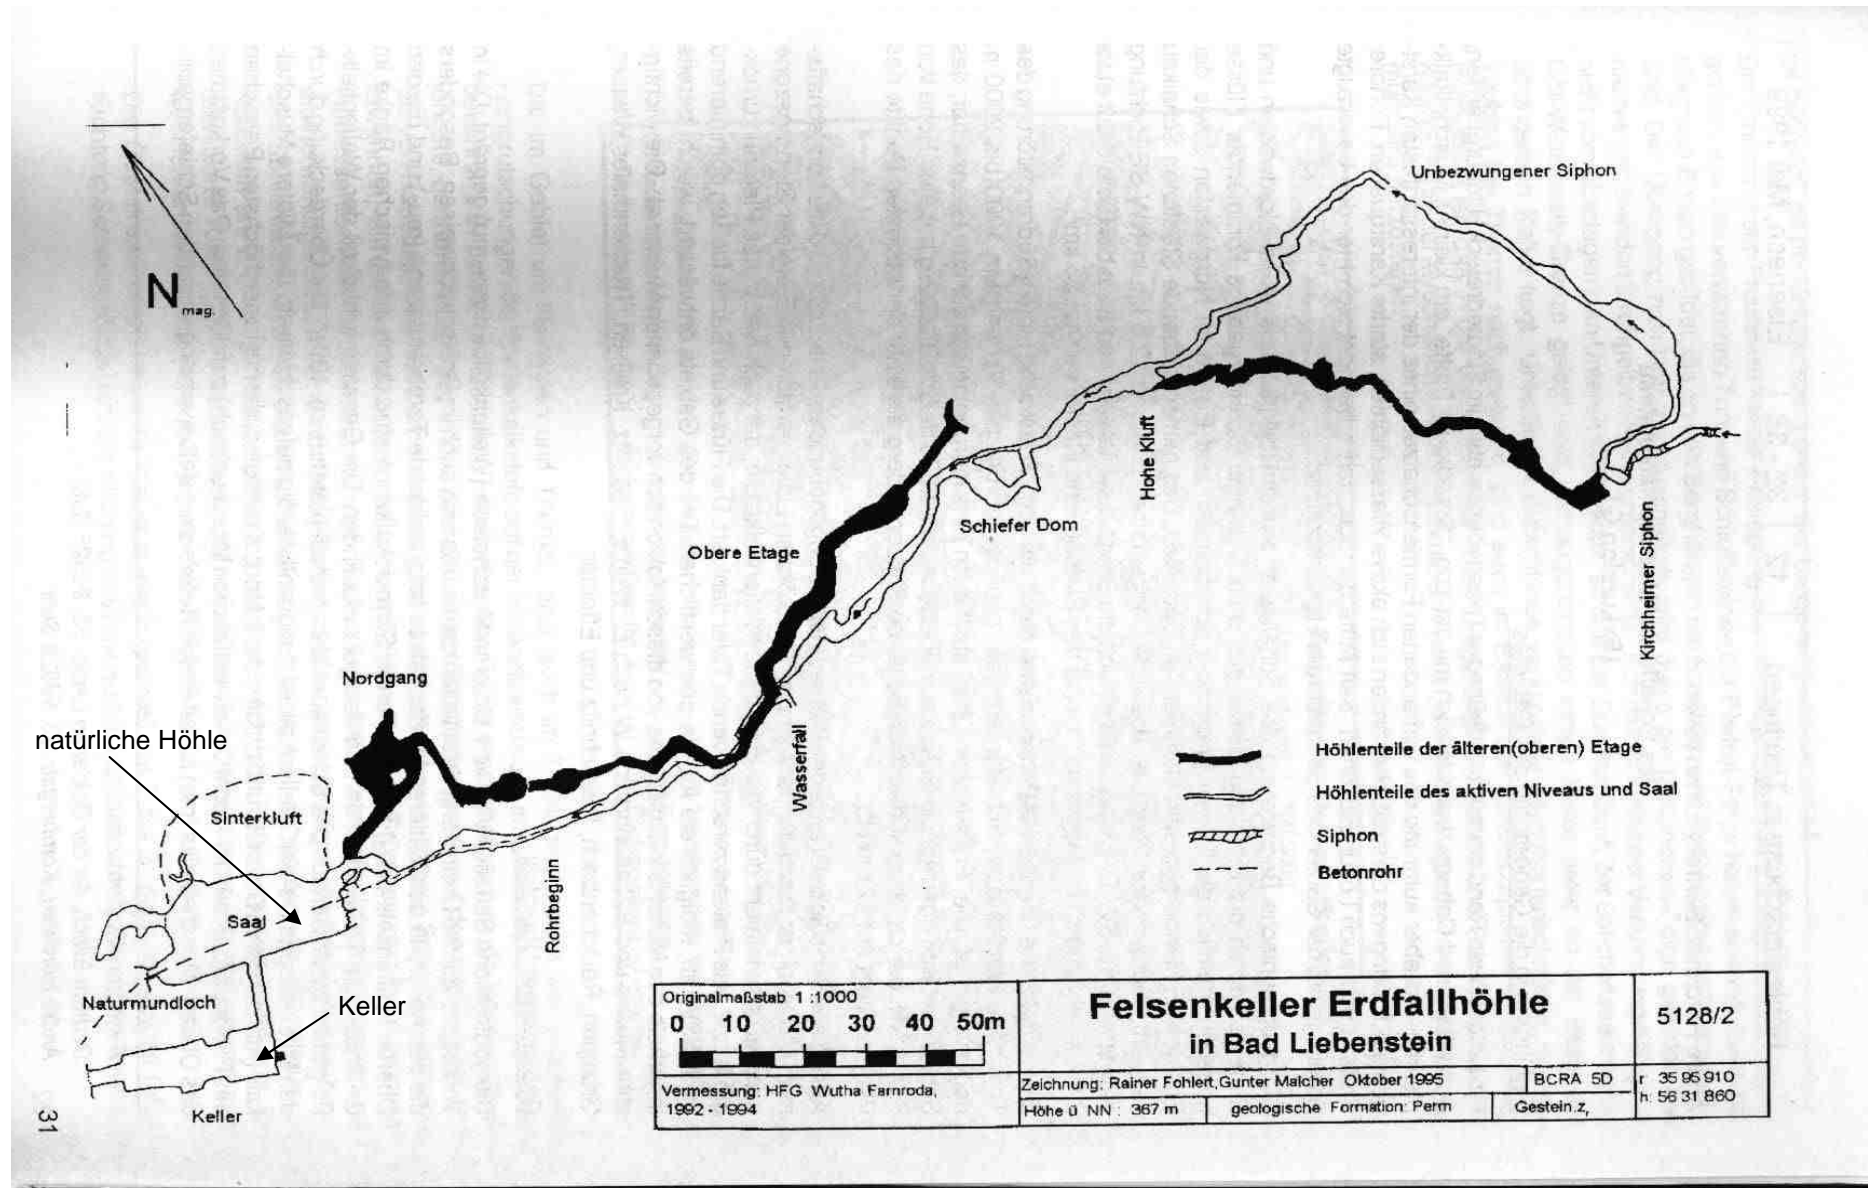 Unbezwungener Siphon
N
mag.
Hohe Kluft
Schiefer Dom
Kirchheimer Siphon
Obere Etage
Nordgang
natürliche Höhle
Wasserfall
Höhlenteile der älteren(oberen) Etage
Höhlenteile des aktiven Niveaus und Saal
Siphon
Betonrohr
Sinterkluft
Rohrbeginn
Saal
Naturmundloch
Keller
Keller
31
Originalmaßstab 1 :1000
0 10 20 30 40 50m
Vermessung: HFG Wutha Farnroda,
1992 - 1994
Felsenkeller Erdfallhöhle
in Bad Liebenstein
5128/2
Zeichnung: Rainer Fohlert,Gunter Malcher Oktober 1995
BCRA 5D
r 35 95 910
h: 56 31 860
Höhe ü NN : 367 m
geologische Formation: Perm
Gestein.z,